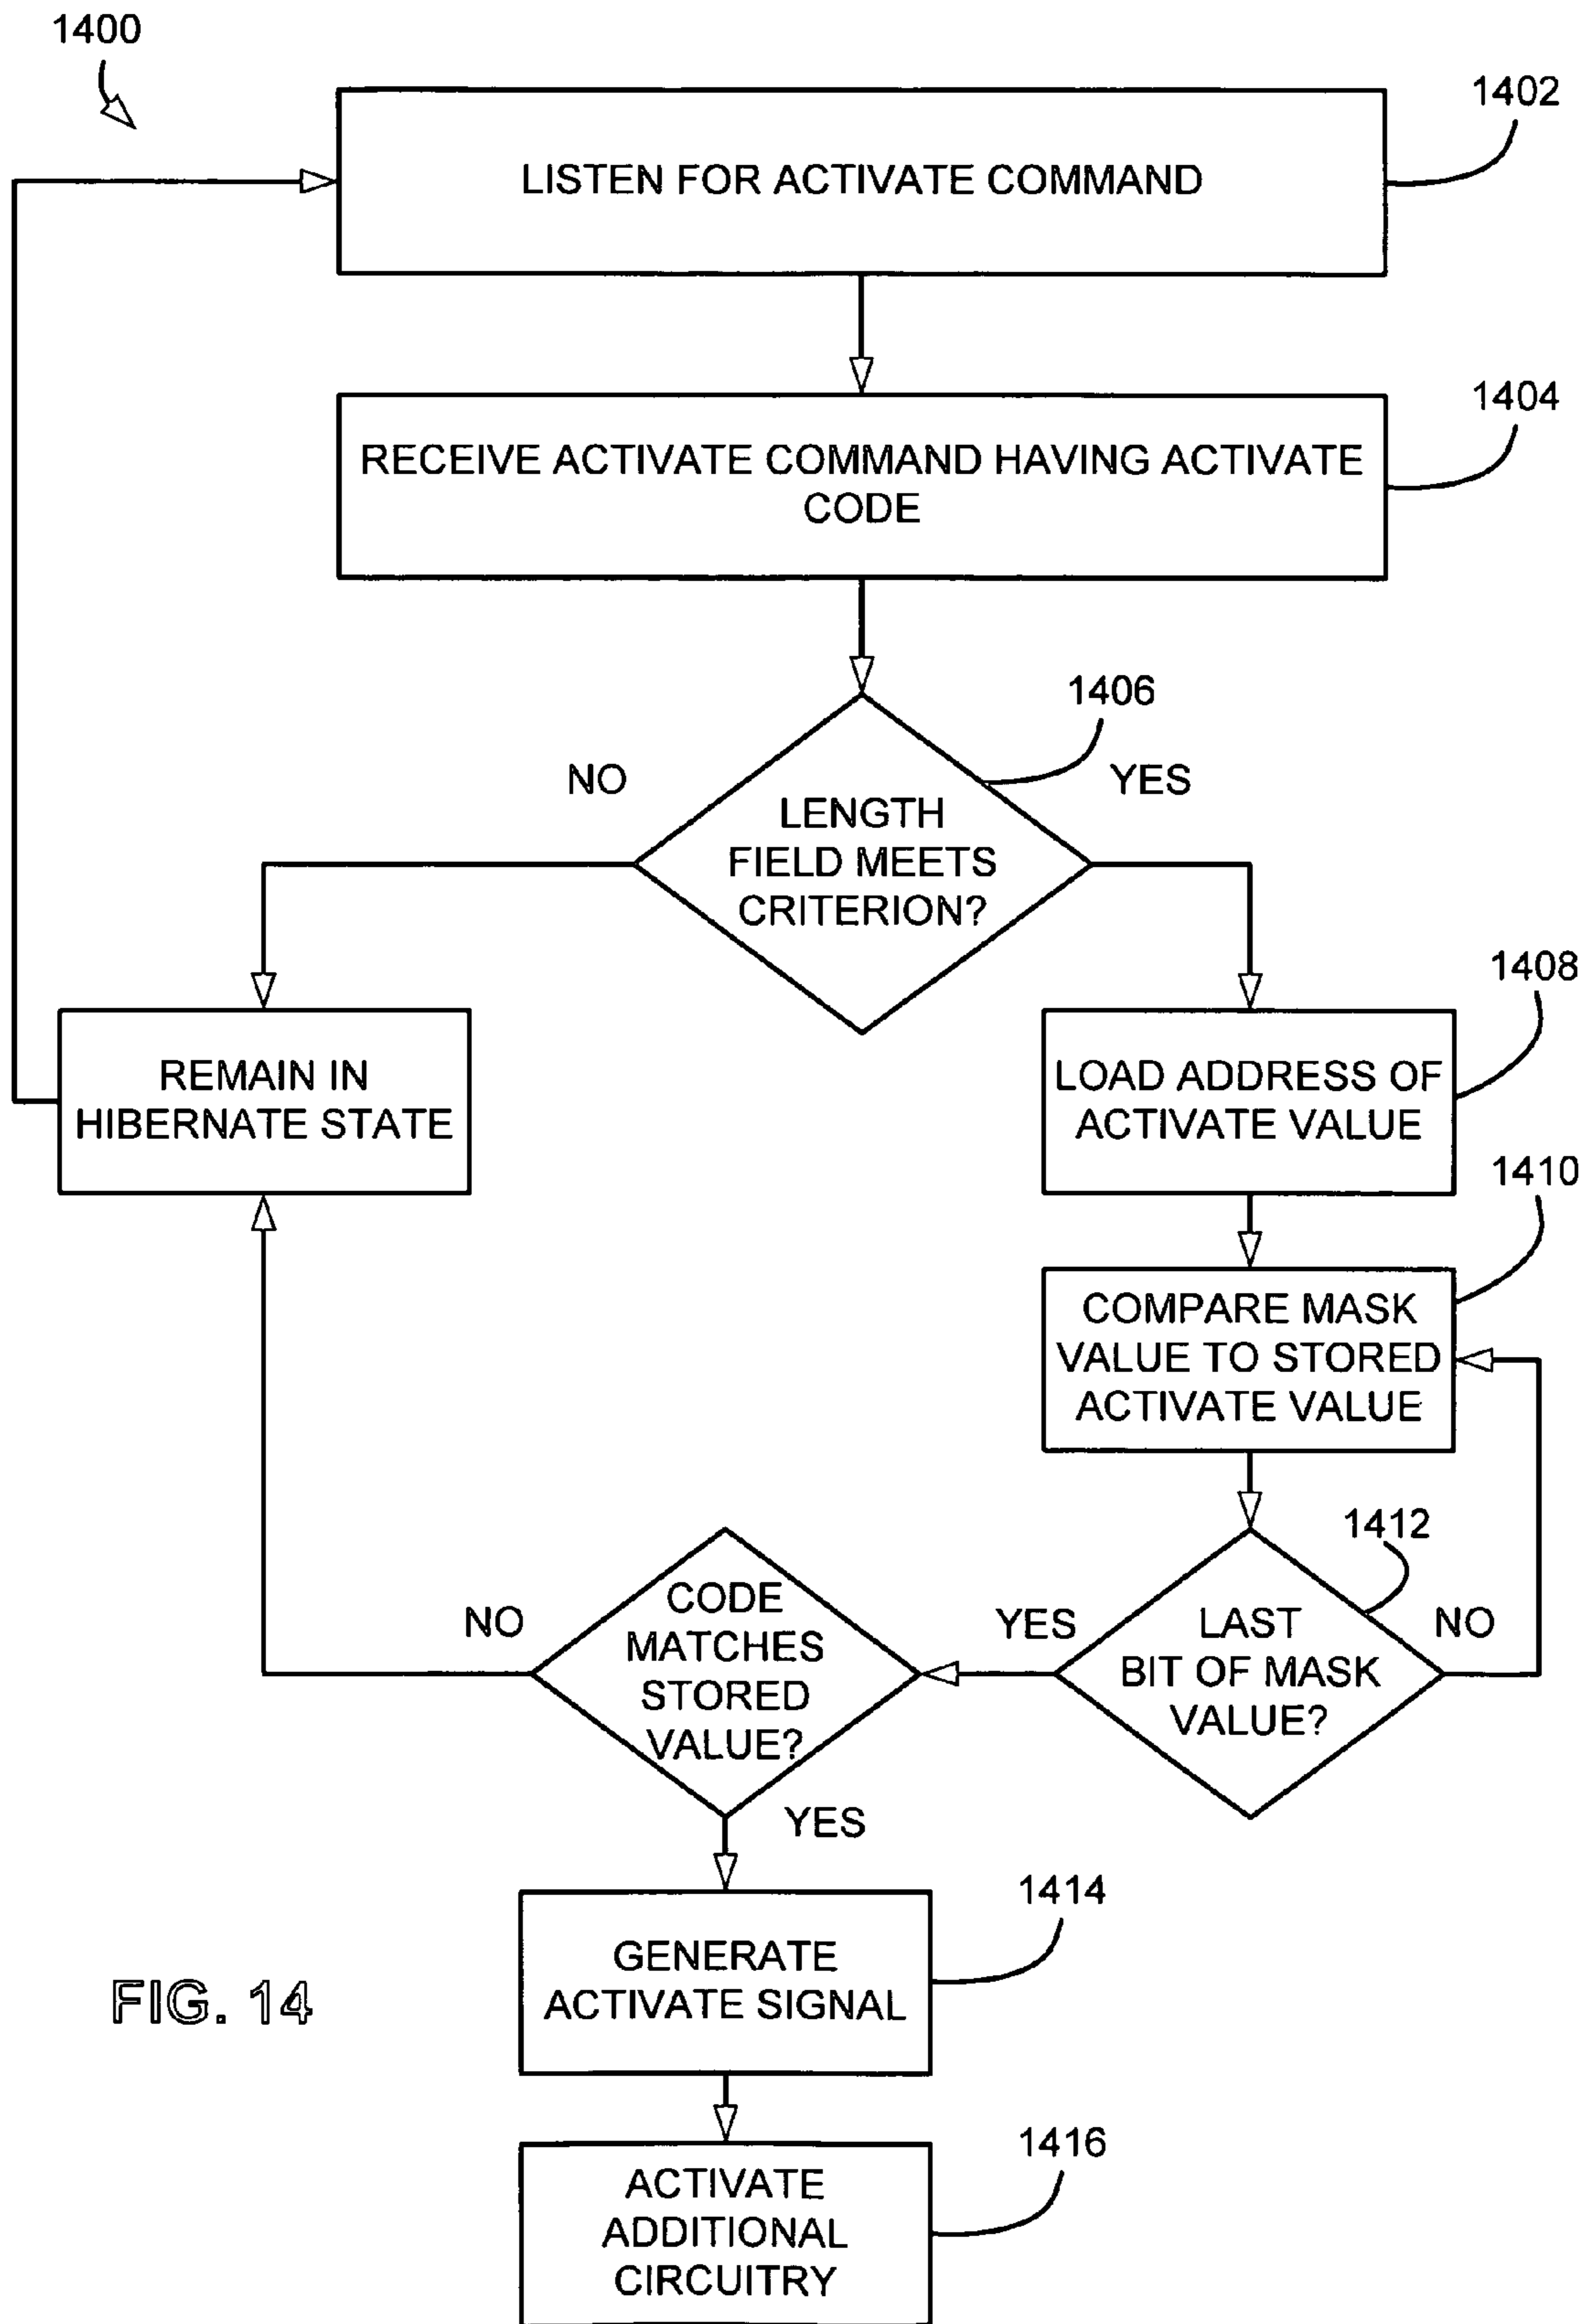 1400
1402
LISTEN FOR ACTIVATE COMMAND
1404
RECEIVE ACTIVATE COMMAND HAVING ACTIVATE
CODE
1406
NO
YES
LENGTH
FIELD MEETS
CRITERION?
1408
REMAIN IN
HIBERNATE STATE
LOAD ADDRESS OF
ACTIVATE VALUE
1410
COMPARE MASK
VALUE TO STORED
ACTIVATE VALUE
1412
NO
CODE
MATCHES
STORED
VALUE?
YES
LAST
BIT OF MASK
VALUE?
NO
YES
1414
GENERATE
ACTIVATE SIGNAL
FIG. 14
1416
ACTIVATE
ADDITIONAL
CIRCUITRY